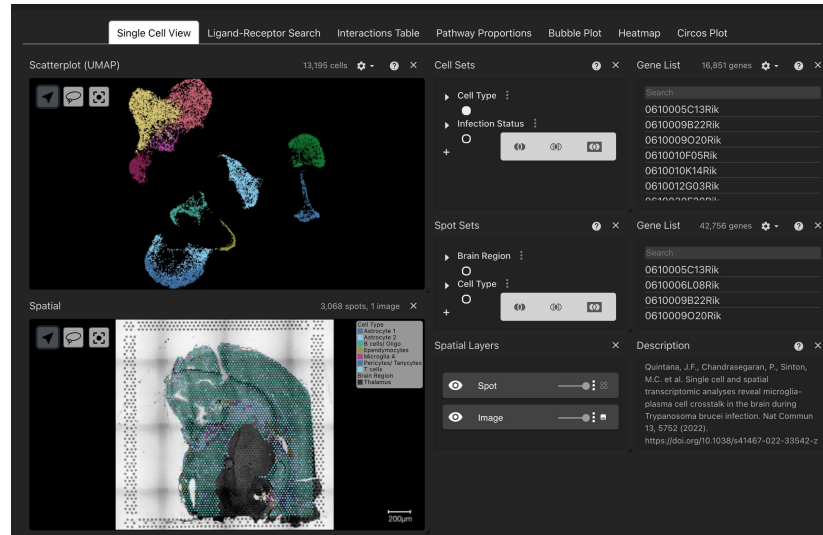 Single Cell View Ligand-Receptor Search Interactions Table Pathway Proportions Bubble Plot Heatmap Circos Plot
Scatterplot (UMAP) 13,195 cells
Cell Sets
Cell Type
Infection Status
+
Gene List 16,851 genes
Search
0610005C13Rik
0610009B22Rik
0610009O20Rik
0610010F05Rik
0610010K14Rik
0610012G03Rik
Spot Sets
Brain Region
Cell Type
+
Gene List 42,756 genes
Search
0610005C13Rik
0610006L08Rik
0610009B22Rik
0610009O20Rik
Spatial 3,068 spots, 1 image
Cell Type
Astrocyte 1
Astrocyte 2
B cells/ Oligo
Ependymocytes
Microglia 4
Pericytes/ Tanycytes
T cells
Brain Region
Thalamus
200μm
Spatial Layers
Spot
Image
Description
Quintana, J.F., Chandrasegaran, P., Sinton,
M.C. et al. Single cell and spatial
transcriptomic analyses reveal microglia-
plasma cell crosstalk in the brain during
Trypanosoma brucei infection. Nat Commun
13, 5752 (2022).
https://doi.org/10.1038/s41467-022-33542-z